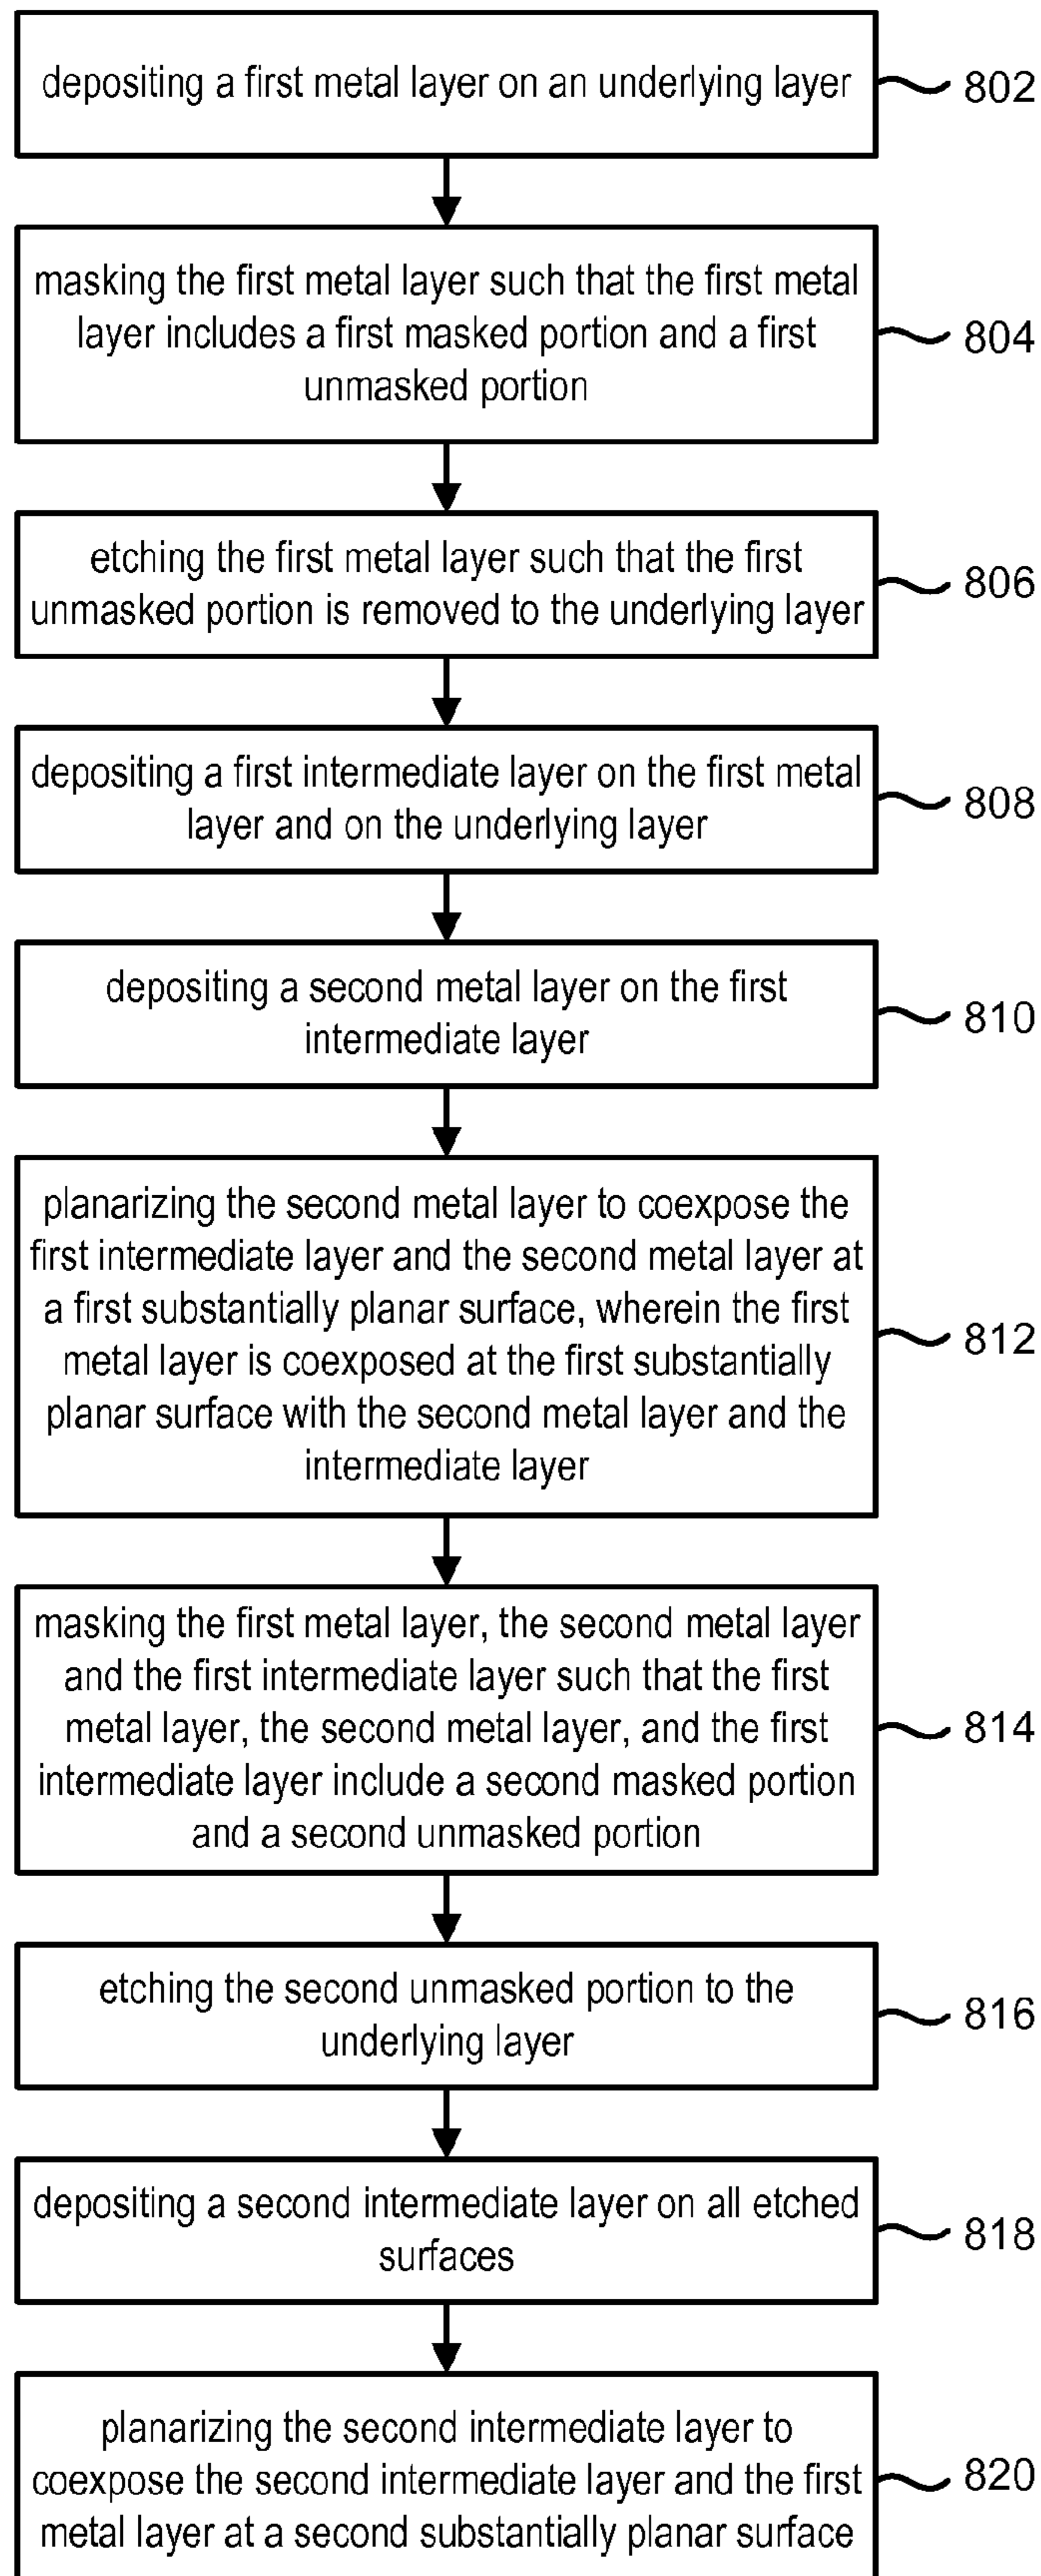 depositing a first metal layer on an underlying layer
802
masking the first metal layer such that the first metal
layer includes a first masked portion and a first
unmasked portion
804
etching the first metal layer such that the first
unmasked portion is removed to the underlying layer
806
depositing a first intermediate layer on the first metal
layer and on the underlying layer
808
depositing a second metal layer on the first
intermediate layer
810
planarizing the second metal layer to coexpose the
first intermediate layer and the second metal layer at
a first substantially planar surface, wherein the first
metal layer is coexposed at the first substantially
planar surface with the second metal layer and the
intermediate layer
812
masking the first metal layer, the second metal layer
and the first intermediate layer such that the first
metal layer, the second metal layer, and the first
intermediate layer include a second masked portion
and a second unmasked portion
814
etching the second unmasked portion to the
underlying layer
816
depositing a second intermediate layer on all etched
surfaces
818
planarizing the second intermediate layer to
coexpose the second intermediate layer and the first
metal layer at a second substantially planar surface
820